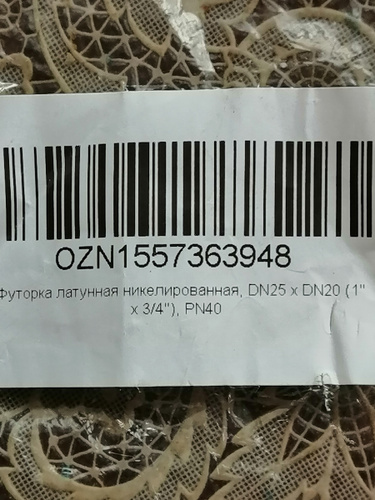 OZN1557363948
Футорка латунная никелированная, DN25 x DN20 (1"
x 3/4"), PN40